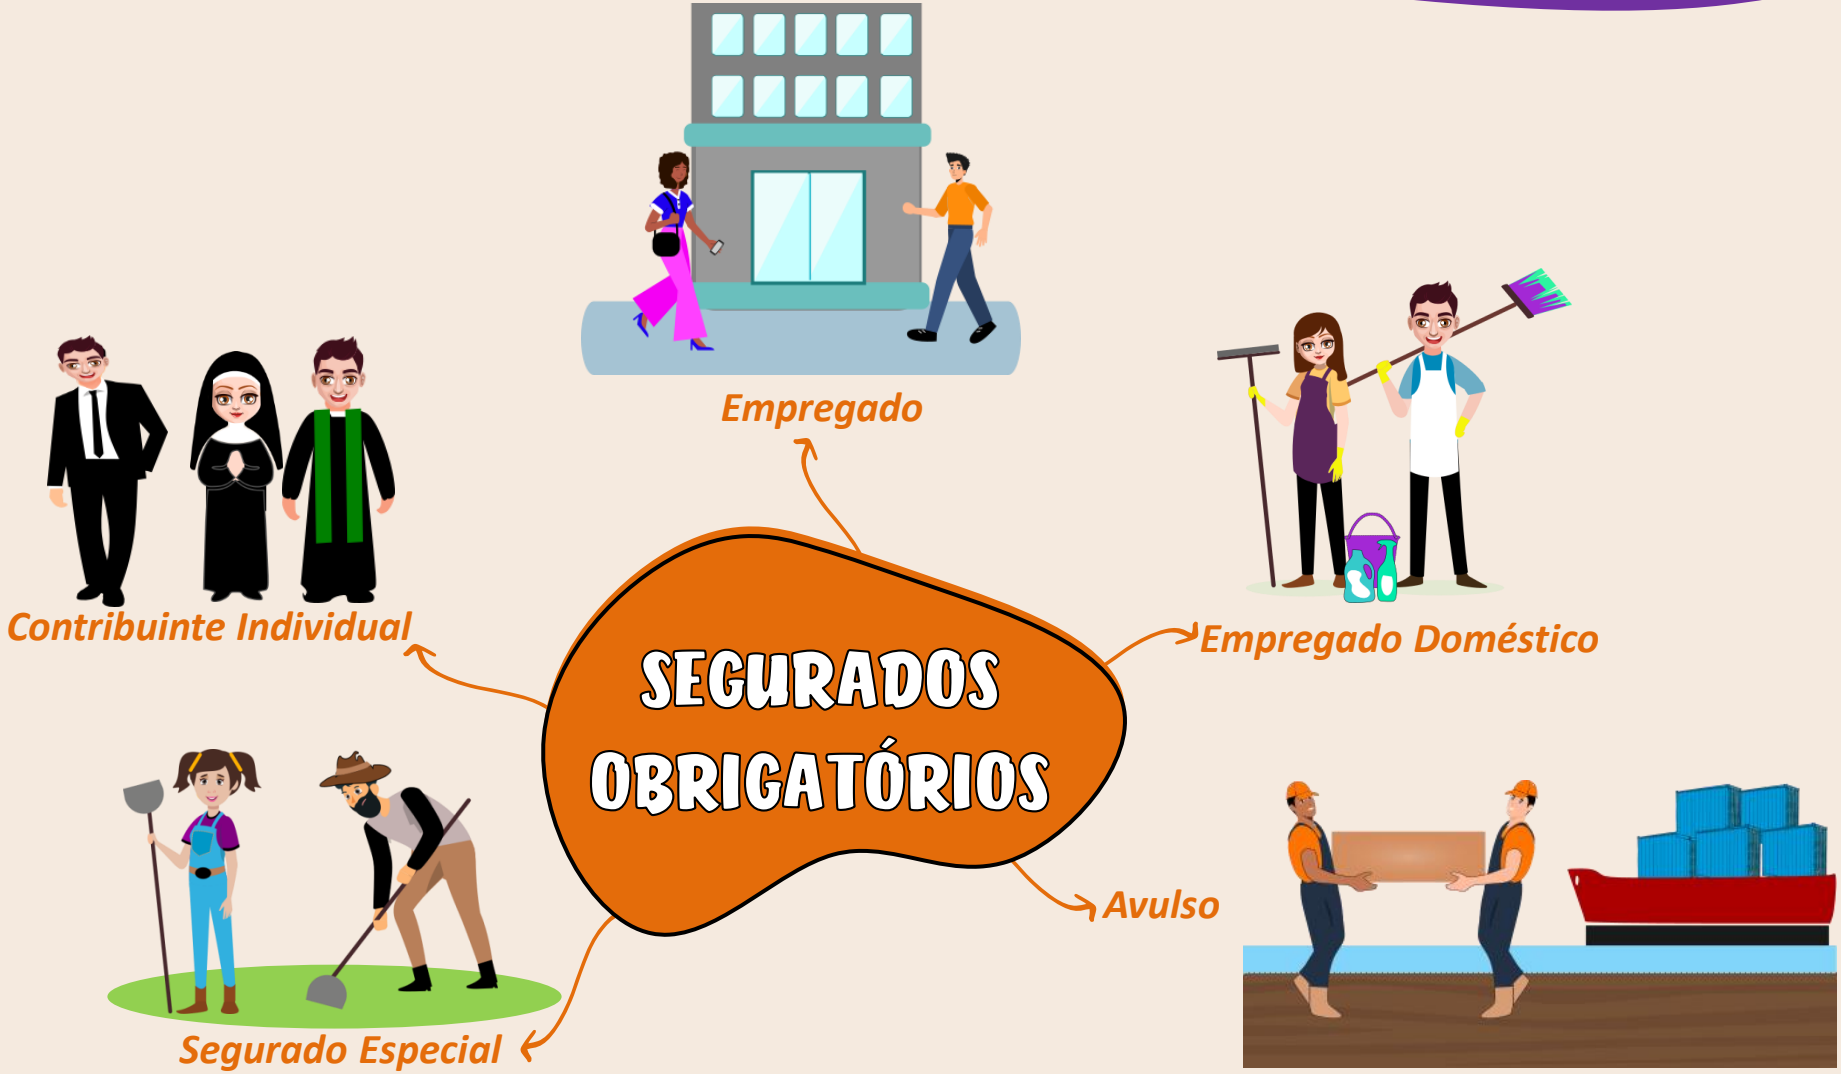 Empregado
Contribuinte Individual
Empregado Doméstico
SEGURADOS
OBRIGATÓRIOS
Avulso
Segurado Especial